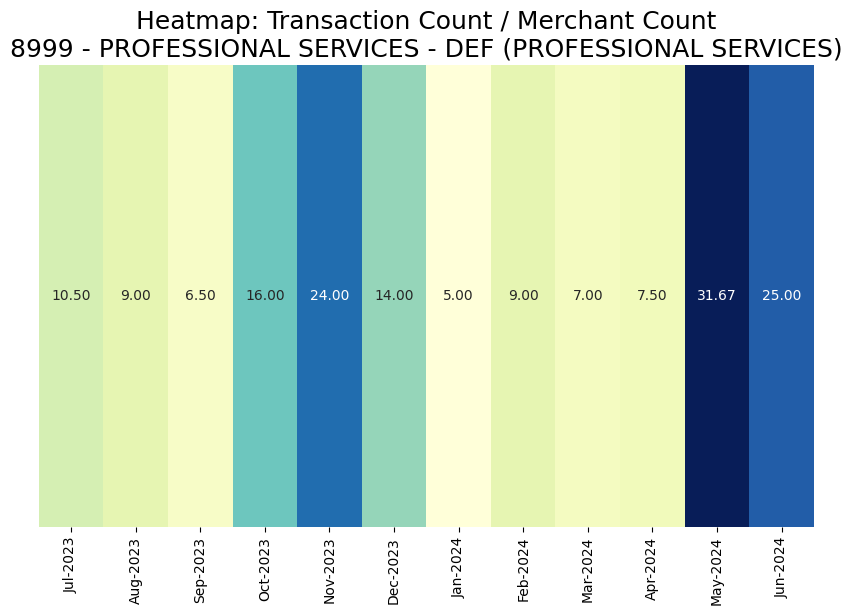 Heatmap: Transaction Count / Merchant Count
8999 - PROFESSIONAL SERVICES - DEF (PROFESSIONAL SERVICES)
10.50 9.00 6.50 16.00 24.00 14.00 5.00 9.00 7.00 7.50 31.67 25.00
Jul-2023 Aug-2023 Sep-2023 Oct-2023 Nov-2023 Dec-2023 Jan-2024 Feb-2024 Mar-2024 Apr-2024 May-2024 Jun-2024